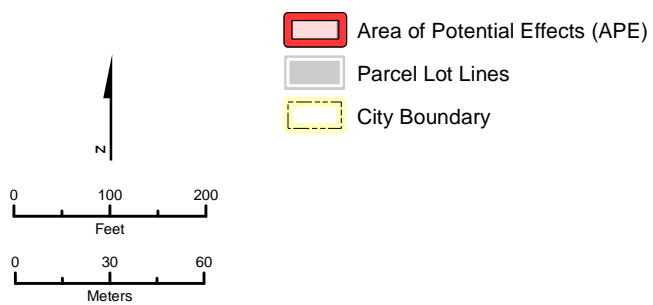 Area of Potential Effects (APE)
Parcel Lot Lines
City Boundary
N
0 100 200
Feet
0 30 60
Meters